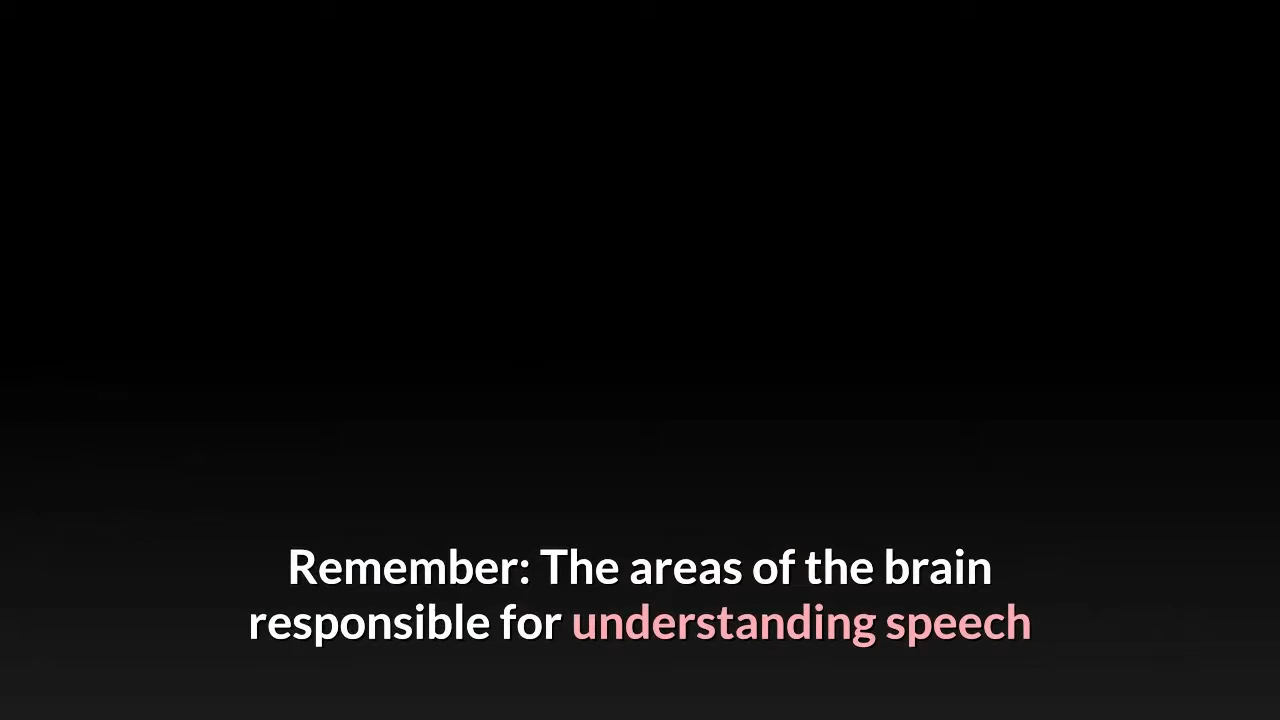 Remember: The areas of the brain
responsible for understanding speech